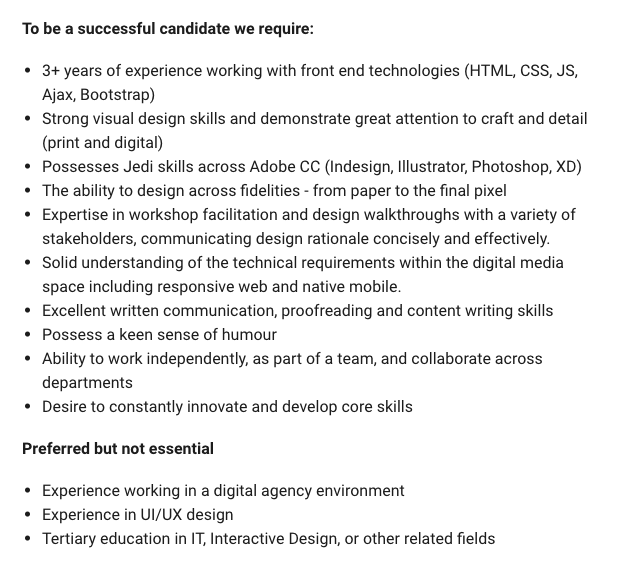 To be a successful candidate we require:
• 3+ years of experience working with front end technologies (HTML, CSS, JS,
Ajax, Bootstrap)
• Strong visual design skills and demonstrate great attention to craft and detail
(print and digital)
• Possesses Jedi skills across Adobe CC (Indesign, Illustrator, Photoshop, XD)
• The ability to design across fidelities - from paper to the final pixel
• Expertise in workshop facilitation and design walkthroughs with a variety of
stakeholders, communicating design rationale concisely and effectively.
• Solid understanding of the technical requirements within the digital media
space including responsive web and native mobile.
• Excellent written communication, proofreading and content writing skills
• Possess a keen sense of humour
• Ability to work independently, as part of a team, and collaborate across
departments
• Desire to constantly innovate and develop core skills
Preferred but not essential
• Experience working in a digital agency environment
• Experience in UI/UX design
• Tertiary education in IT, Interactive Design, or other related fields